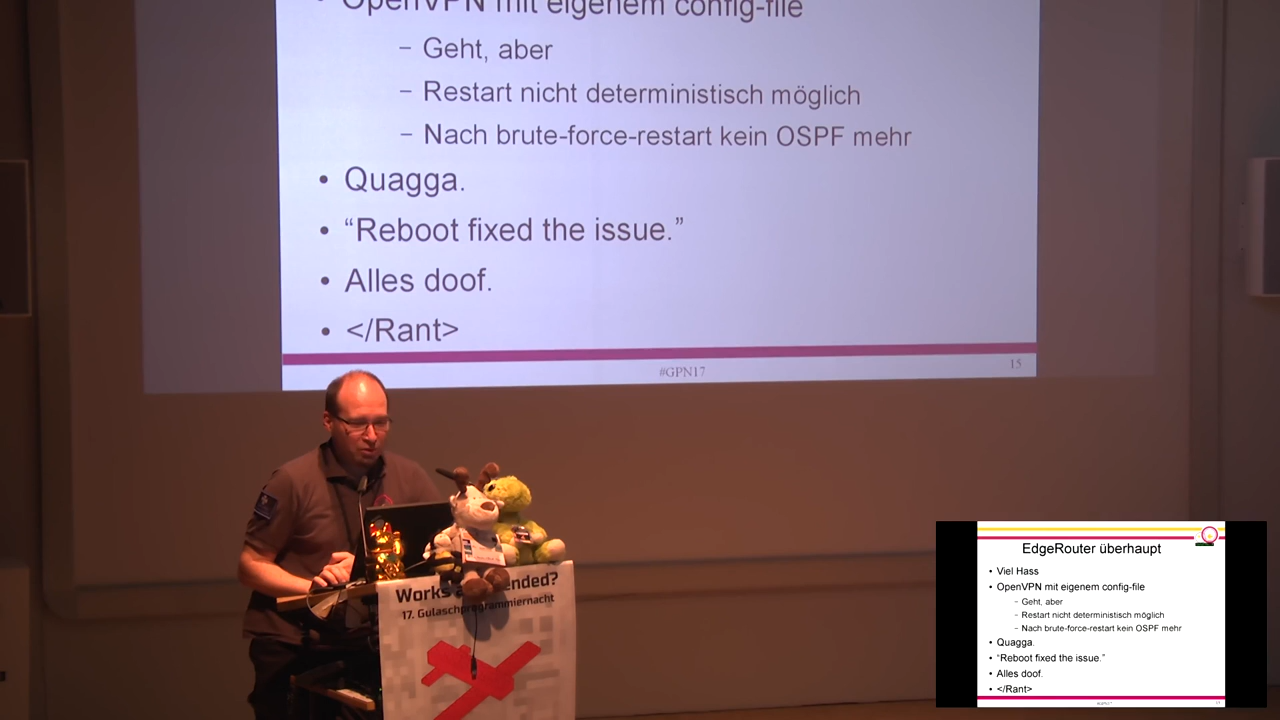 OpenVPN mit eigenem config-file
– Geht, aber
– Restart nicht deterministisch möglich
– Nach brute-force-restart kein OSPF mehr
• Quagga.
• “Reboot fixed the issue.”
• Alles doof.
• </Rant>
#GPN17
15
Works
ended?
17. Gulaschprogrammiernacht
EdgeRouter überhaupt
• Viel Hass
• OpenVPN mit eigenem config-file
– Geht, aber
– Restart nicht deterministisch möglich
– Nach brute-force-restart kein OSPF mehr
• Quagga.
• “Reboot fixed the issue.”
• Alles doof.
• </Rant>